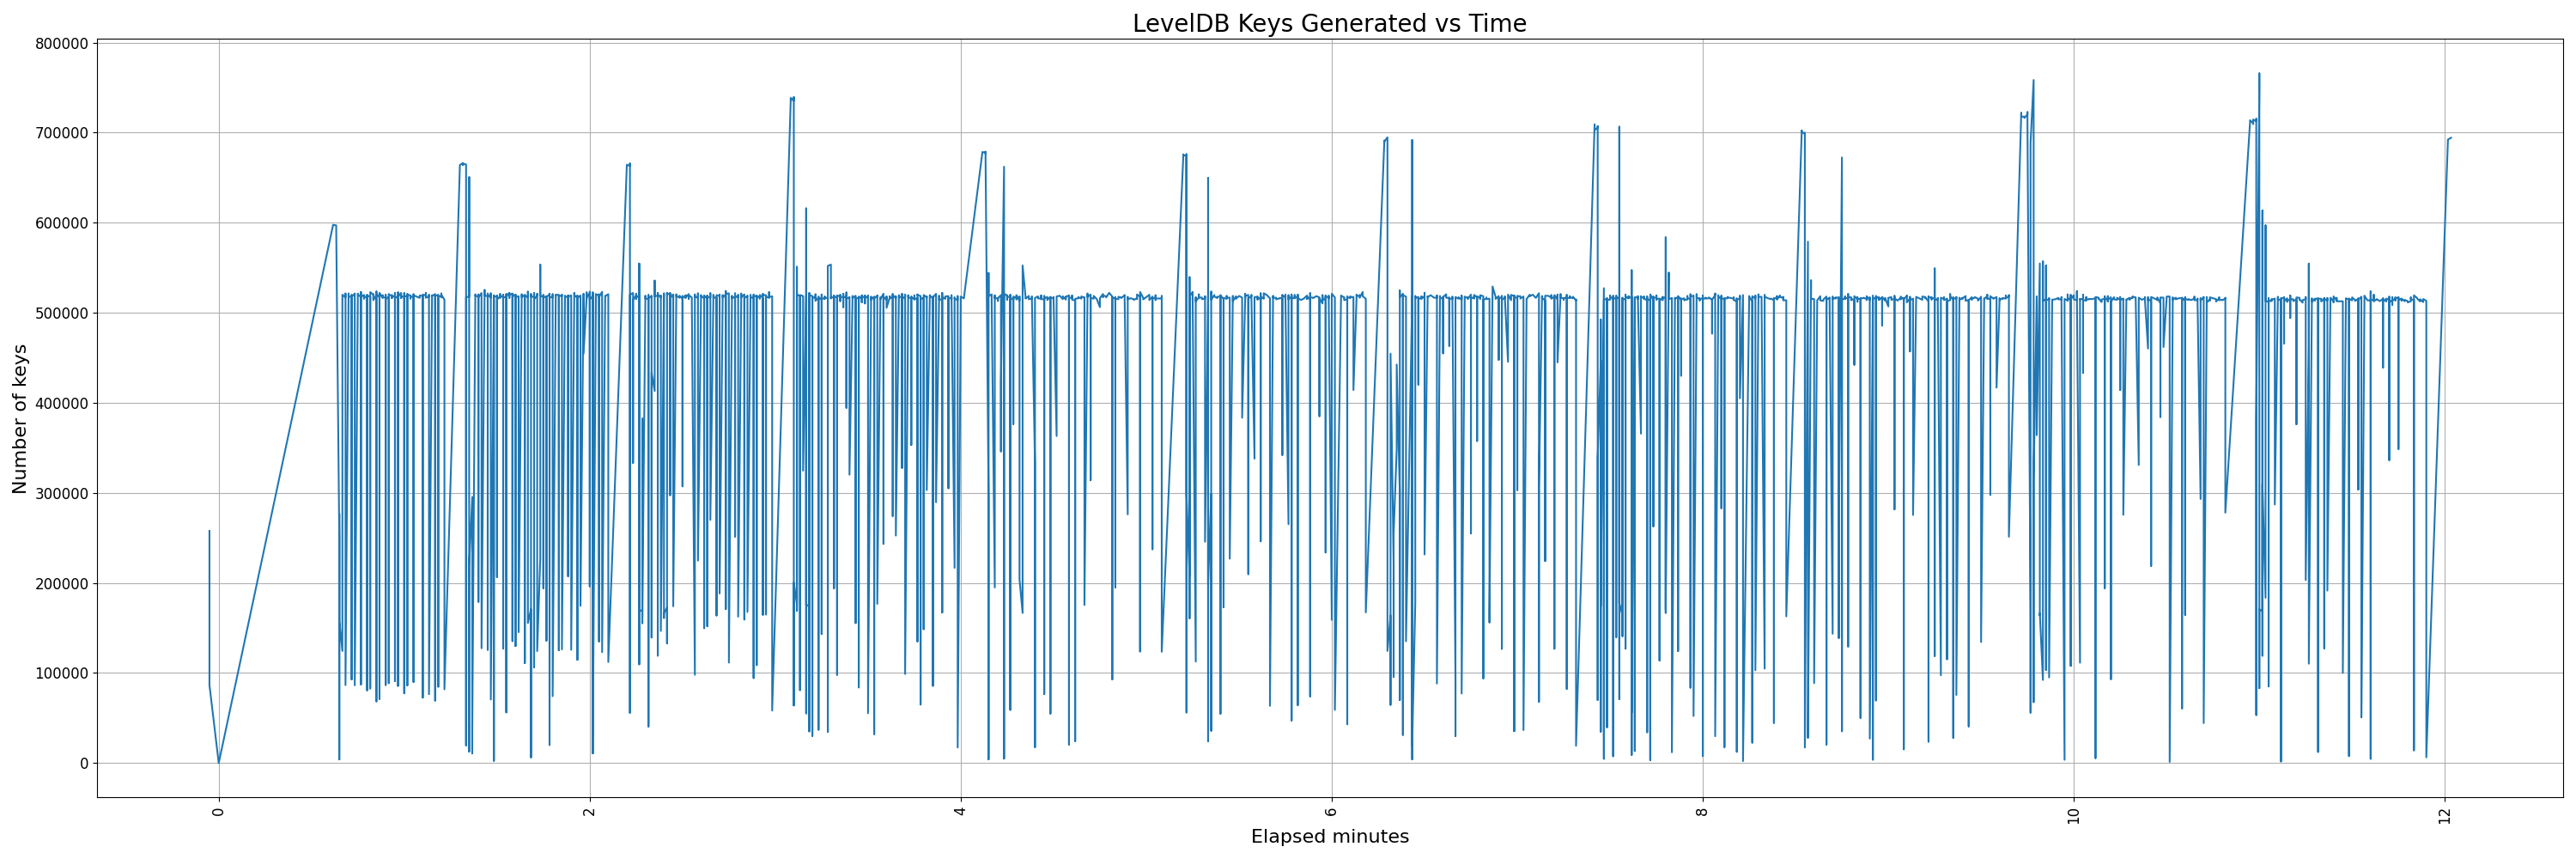 LevelDB Keys Generated vs Time
800000
700000
600000
500000
400000
300000
200000
100000
0
Number of keys
0 2 4 6 8 10 12
Elapsed minutes